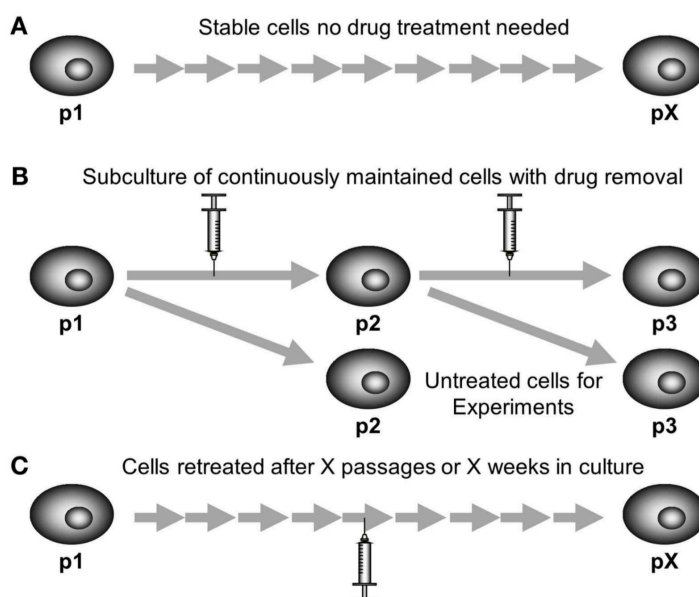 A
Stable cells no drug treatment needed
p1
pX
B
Subculture of continuously maintained cells with drug removal
p1
p2
p3
p2
Untreated cells for
Experiments
p3
C
Cells retreated after X passages or X weeks in culture
p1
pX